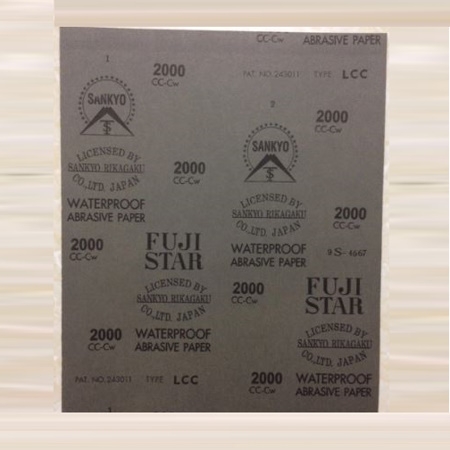 CC-Cw ABRASIVE PAPER
1
2000
CC-Cw
PAT. NO. 243011 TYPE LCC
SANKYO
2
2000
CC-Cw
SANKYO
LICENSED BY
SANKYO RIKAGAKU
CO.,LTD. JAPAN
2000
CC-Cw
WATERPROOF
ABRASIVE PAPER
LICENSED BY
SANKYO RIKAGAKU
CO.,LTD. JAPAN
2000
CC-Cw
2000
CC-Cw
FUJI
STAR
WATERPROOF
ABRASIVE PAPER
9 S- 4667
LICENSED BY
SANKYO RIKAGAKU
CO.,LTD. JAPAN
2000
CC-Cw
FUJI
STAR
2000
CC-Cw
WATERPROOF
ABRASIVE PAPER
LICENSED BY
SANKYO RIKAGAKU
CO.,LTD. JAPAN
PAT. NO. 243011 TYPE LCC
2000
CC-Cw
WATERPROOF
ABRASIVE PAPER
1